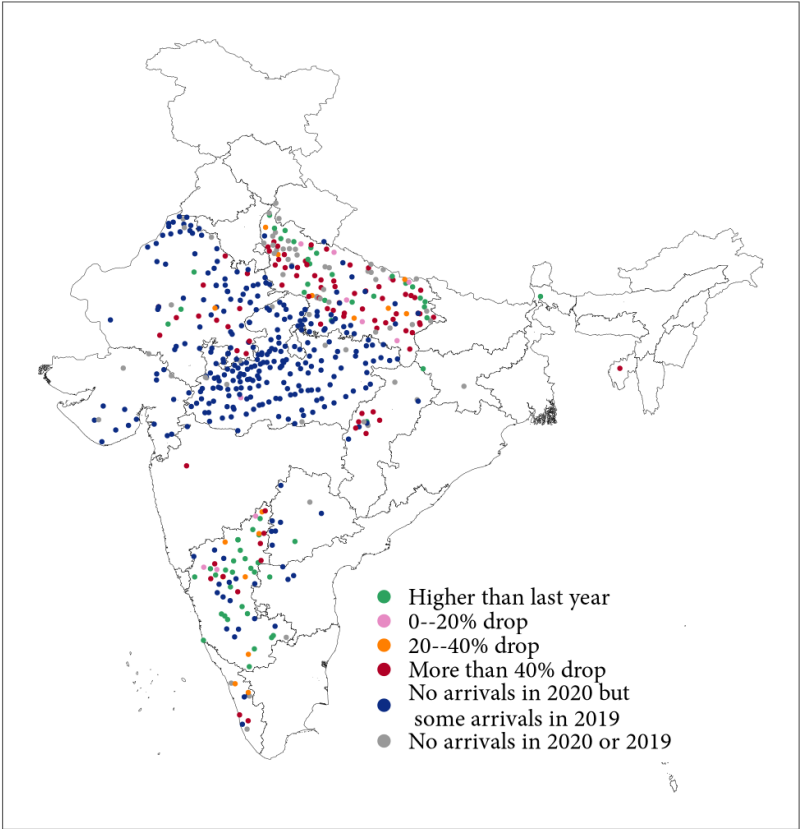 Higher than last year
0--20% drop
20--40% drop
More than 40% drop
No arrivals in 2020 but
some arrivals in 2019
No arrivals in 2020 or 2019